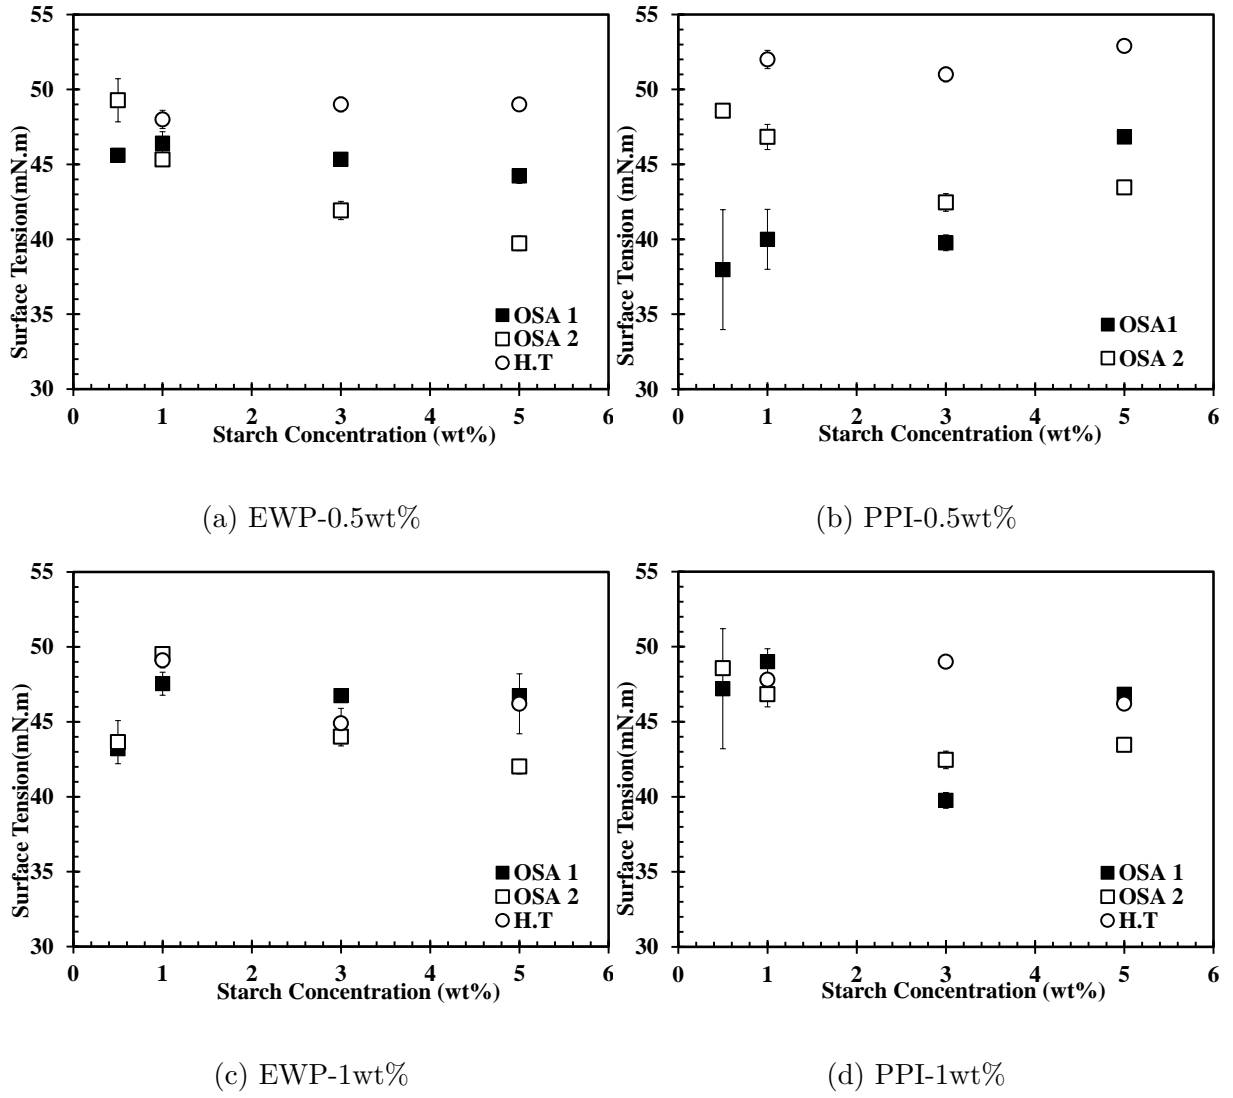 55
50
45
40
35
30
Surface Tension(mN.m)
OSA 1
OSA 2
H.T
0 1 2 3 4 5 6
Starch Concentration (wt%)
(a) EWP-0.5wt%
55
50
45
40
35
30
Surface Tension (mN.m)
OSA1
OSA 2
0 1 2 3 4 5 6
Starch Concentration (wt%)
(b) PPI-0.5wt%
55
50
45
40
35
30
Surface Tension(mN.m)
OSA 1
OSA 2
H.T
0 1 2 3 4 5 6
Starch Concentration (wt%)
(c) EWP-1wt%
55
50
45
40
35
30
Surface Tension(mN.m)
OSA 1
OSA 2
H.T
0 1 2 3 4 5 6
Starch Concentration (wt%)
(d) PPI-1wt%